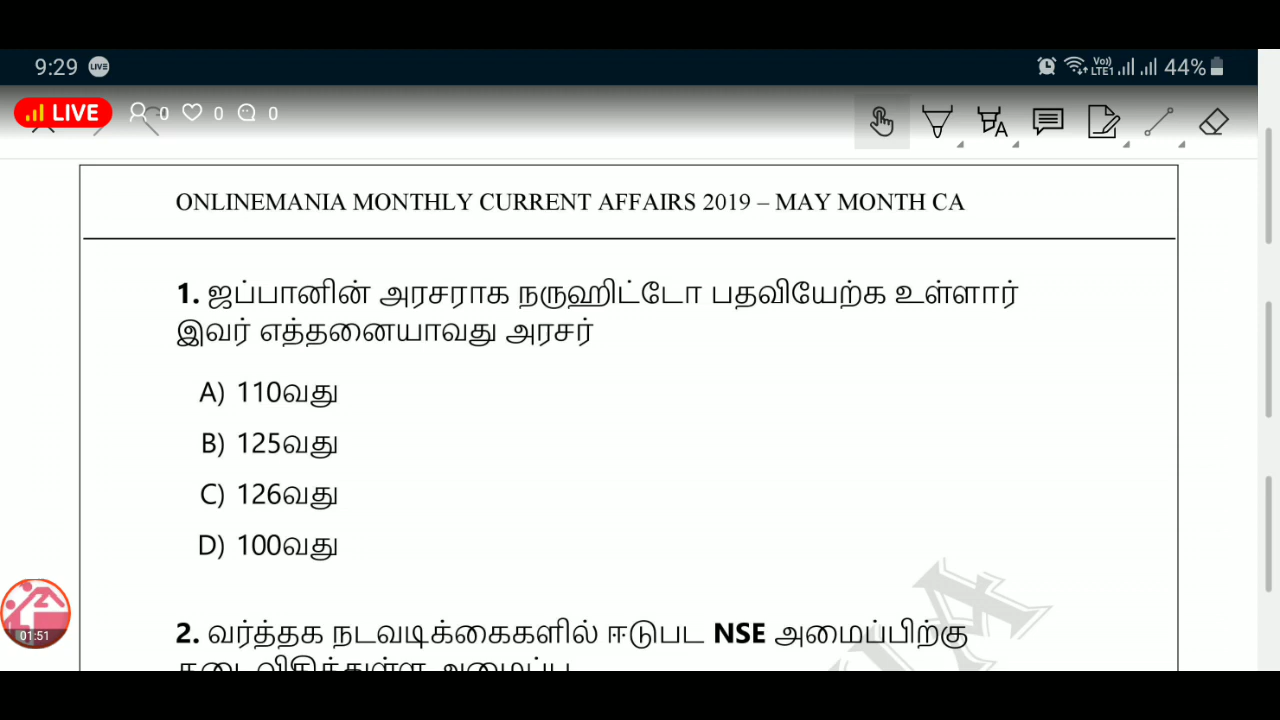 9:29 LIVE VoLTE1 44%
LIVE 0 0 0
ONLINEMANIA MONTHLY CURRENT AFFAIRS 2019 – MAY MONTH CA
1. ஜப்பானின் அரசராக நருஹிட்டோ பதவியேற்க உள்ளார்
இவர் எத்தனையாவது அரசர்
A) 110வது
B) 125வது
C) 126வது
D) 100வது
2. வர்த்தக நடவடிக்கைகளில் ஈடுபட NSE அமைப்பிற்கு
01:51